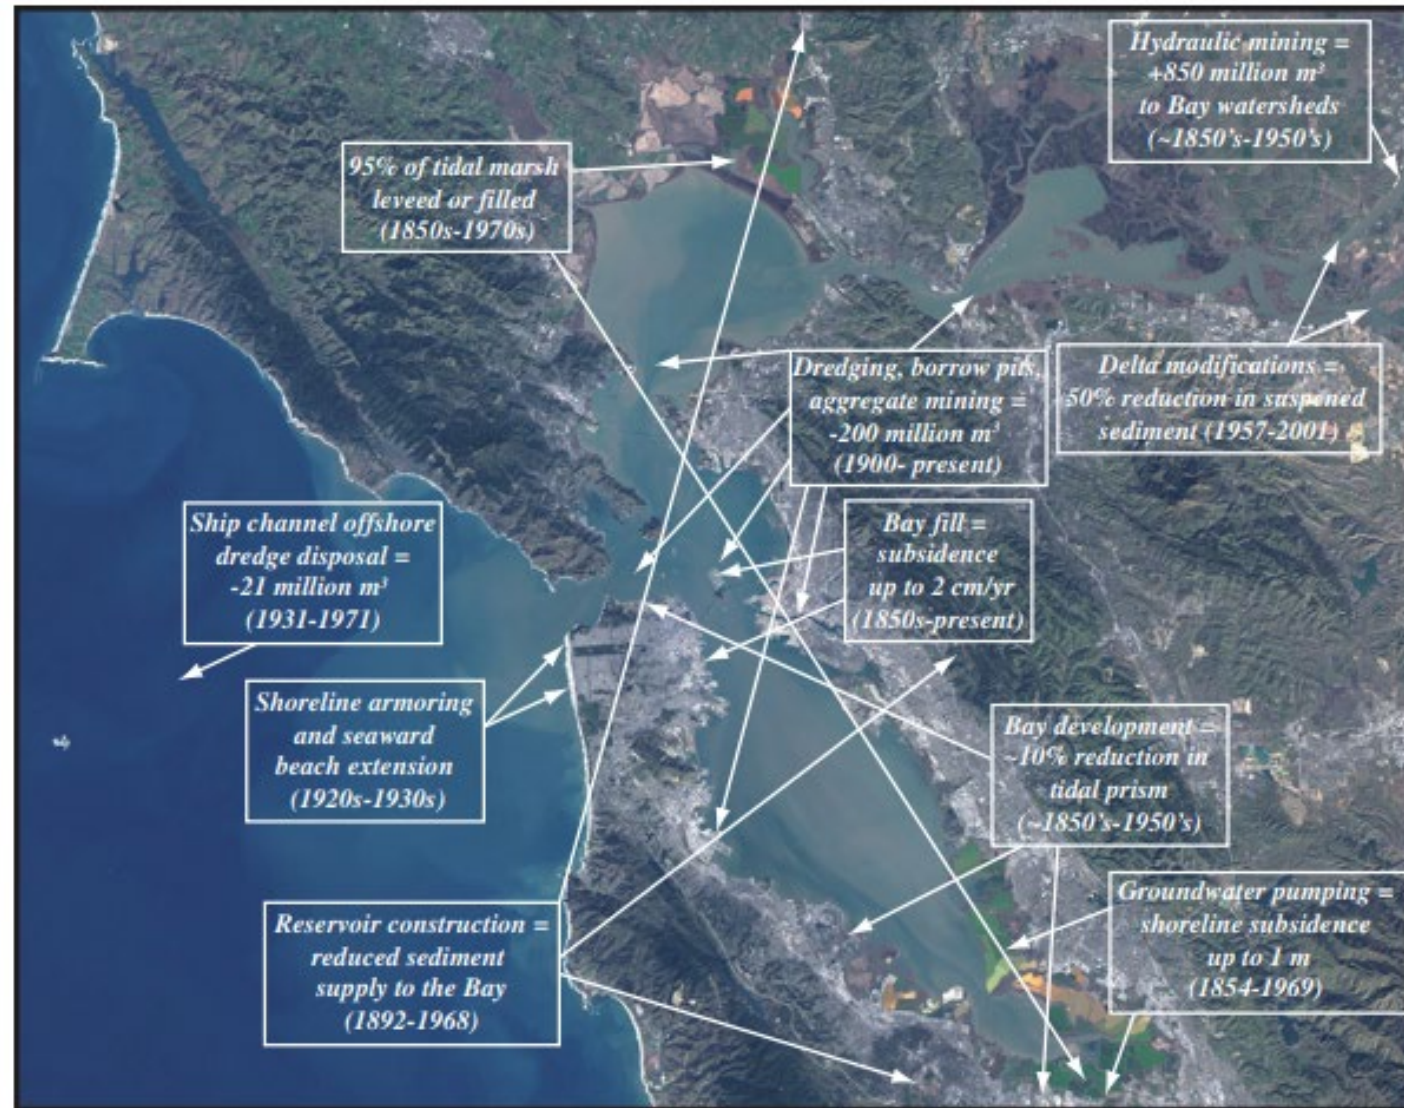 Hydraulic mining =
+850 million m³
to Bay watersheds
(~1850's-1950's)
95% of tidal marsh
leveed or filled
(1850s-1970s)
Dredging, borrow pits,
aggregate mining =
-200 million m³
(1900- present)
Delta modifications =
50% reduction in suspened
sediment (1957-2001)
Ship channel offshore
dredge disposal =
-21 million m³
(1931-1971)
Bay fill =
subsidence
up to 2 cm/yr
(1850s-present)
Shoreline armoring
and seaward
beach extension
(1920s-1930s)
Bay development =
~10% reduction in
tidal prism
(~1850's-1950's)
Groundwater pumping =
shoreline subsidence
up to 1 m
(1854-1969)
Reservoir construction =
reduced sediment
supply to the Bay
(1892-1968)